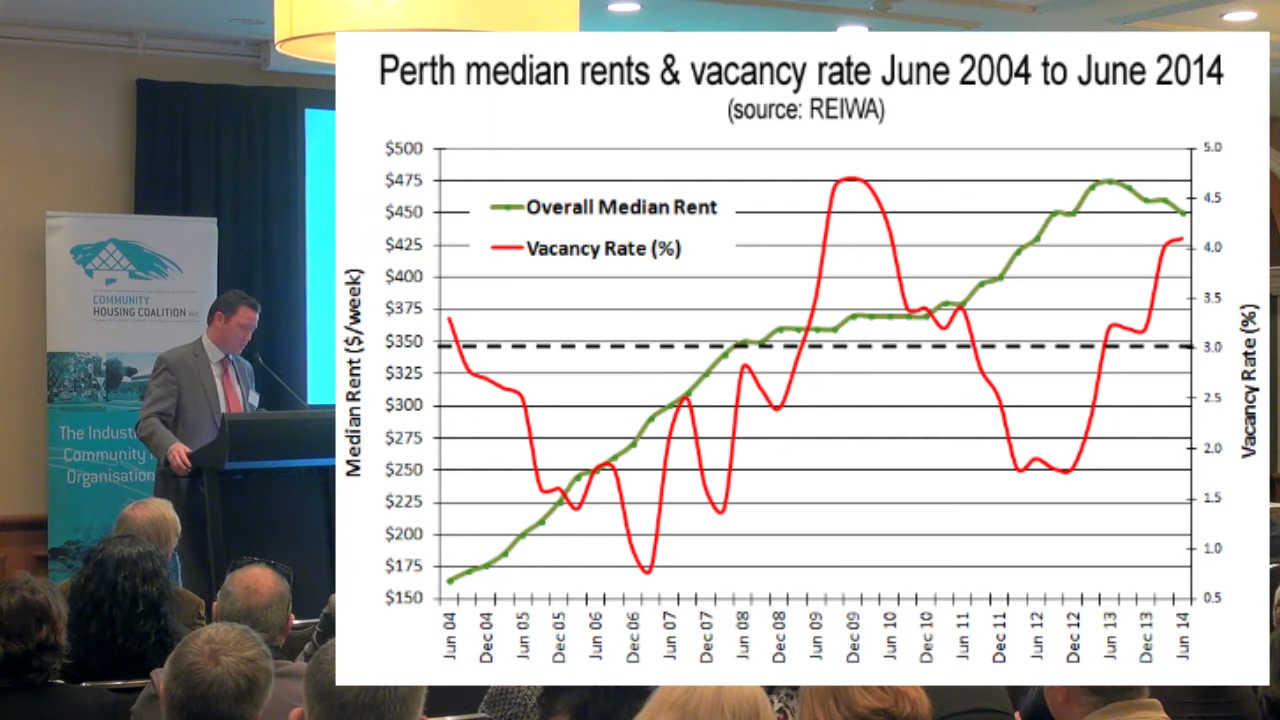 Perth median rents & vacancy rate June 2004 to June 2014
(source: REIWA)
$500
$475
$450
$425
$400
$375
$350
$325
$300
$275
$250
$225
$200
$175
$150
Median Rent ($/week)
Overall Median Rent
Vacancy Rate (%)
5.0
4.5
4.0
3.5
3.0
2.5
2.0
1.5
1.0
0.5
Vacancy Rate (%)
Jun 04
Dec 04
Jun 05
Dec 05
Jun 06
Dec 06
Jun 07
Dec 07
Jun 08
Dec 08
Jun 09
Dec 09
Jun 10
Dec 10
Jun 11
Dec 11
Jun 12
Dec 12
Jun 13
Dec 13
Jun 14
COMMUNITY
HOUSING COALITION WA
The Indust
Community
Organisation